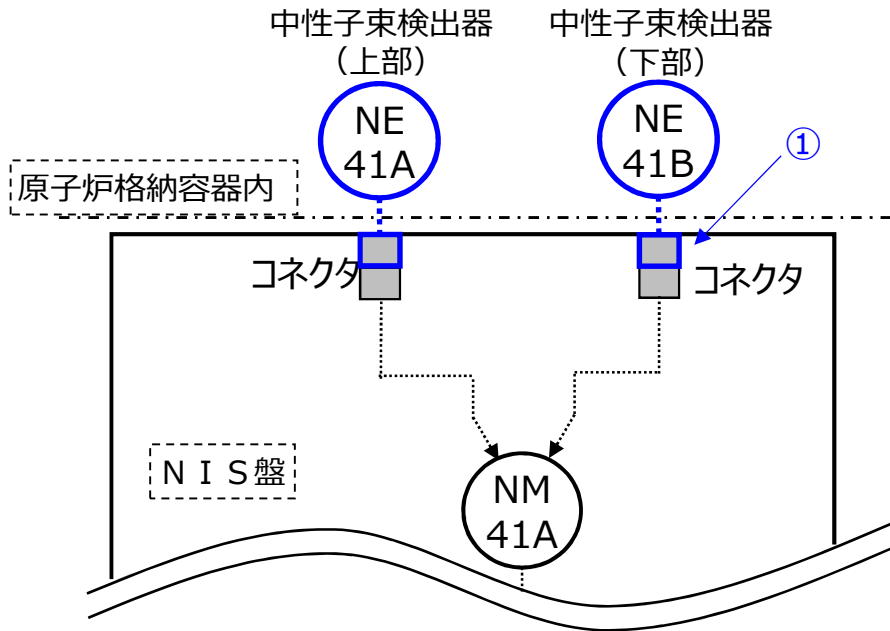 中性子束検出器
（上部）
中性子束検出器
（下部）
NE
41A
NE
41B
①
原子炉格納容器内
コネクタ
コネクタ
ＮＩＳ盤
NM
41A